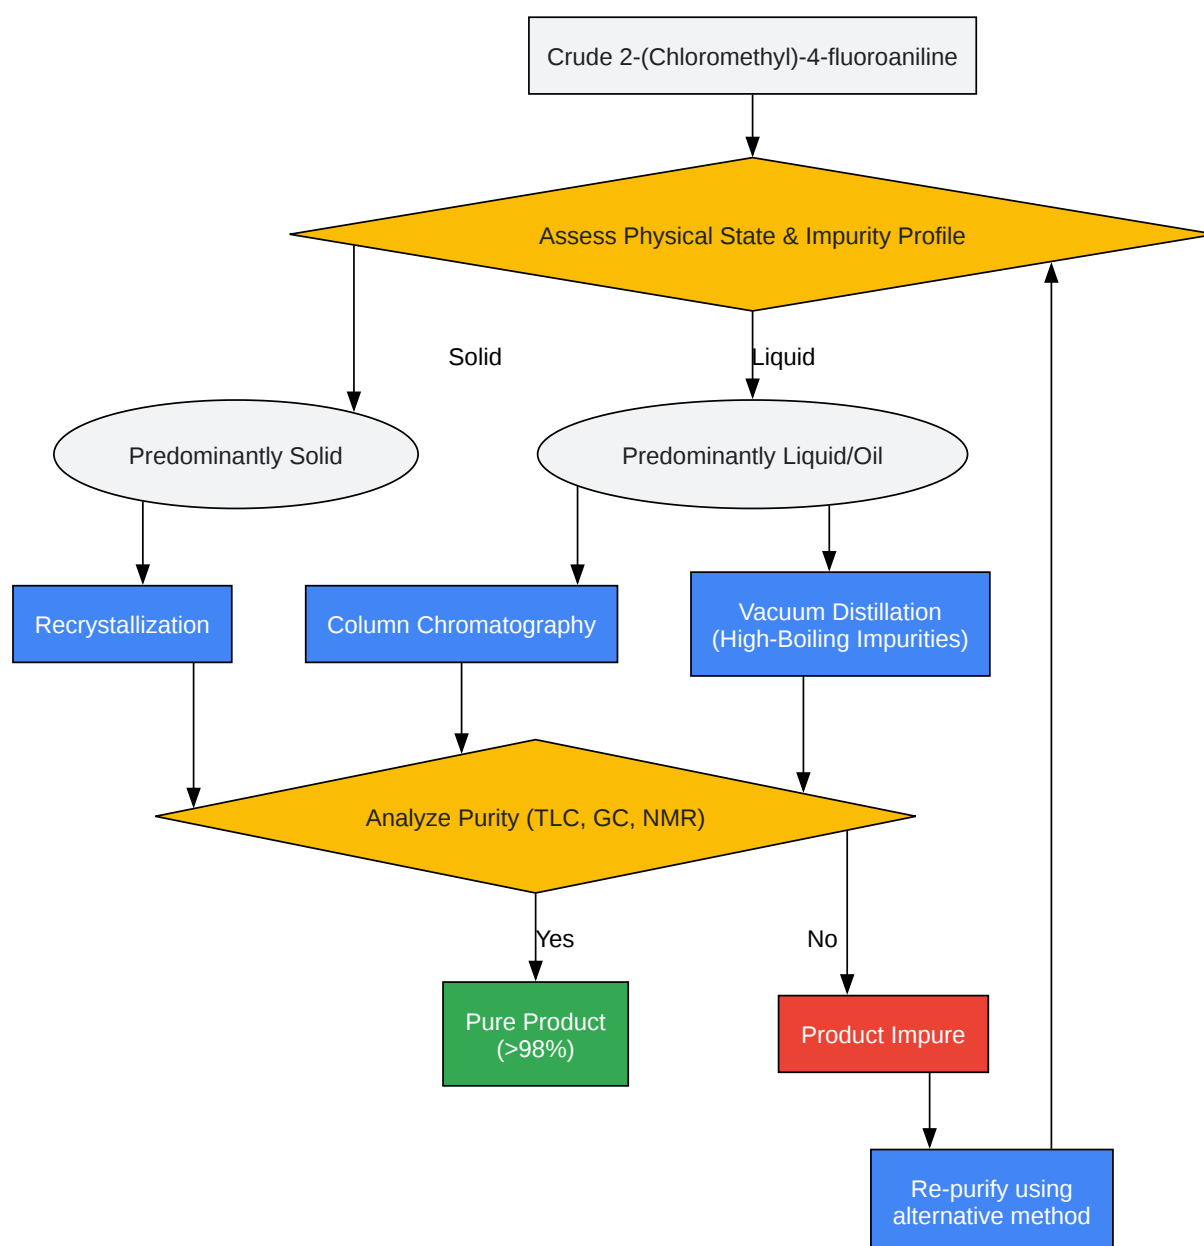 Crude 2-(Chloromethyl)-4-fluoroaniline
Assess Physical State & Impurity Profile
Solid
Liquid
Predominantly Solid
Predominantly Liquid/Oil
Recrystallization
Column Chromatography
Vacuum Distillation
(High-Boiling Impurities)
Analyze Purity (TLC, GC, NMR)
Yes
No
Pure Product
(>98%)
Product Impure
Re-purify using
alternative method